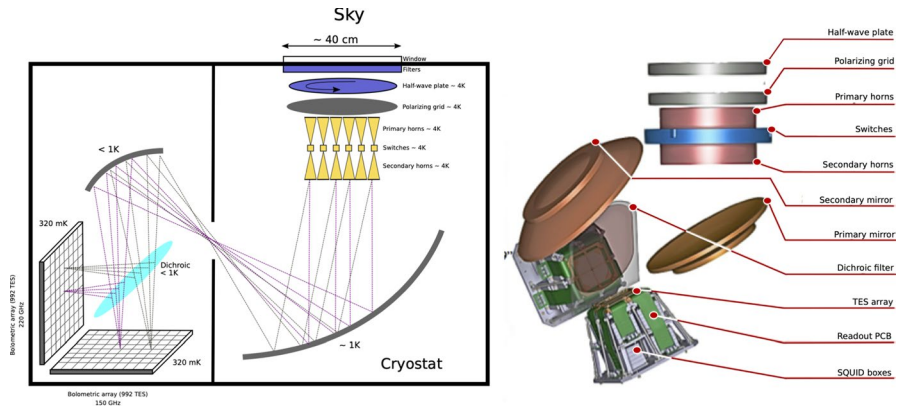 Sky
~ 40 cm
Window
Filters
Half-wave plate ~ 4K
Polarizing grid ~ 4K
Primary horns ~ 4K
Switches ~ 4K
Secondary horns ~ 4K
< 1K
320 mK
Dichroic
< 1K
Bolometric array (992 TES)
220 GHz
320 mK
Bolometric array (992 TES)
150 GHz
~ 1K
Cryostat
Half-wave plate
Polarizing grid
Primary horns
Switches
Secondary horns
Secondary mirror
Primary mirror
Dichroic filter
TES array
Readout PCB
SQUID boxes